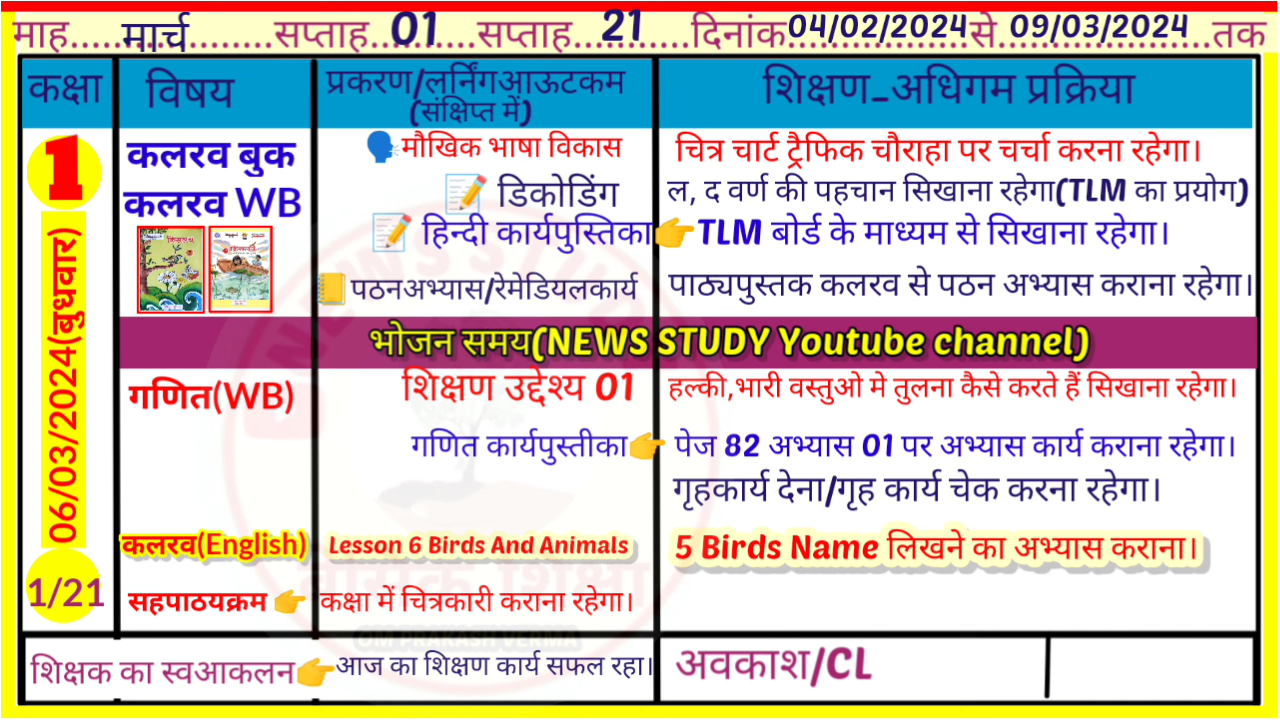 माह..................सप्ताह..........सप्ताह............दिनांक....................से.......................तक
मार्च 01 21 04/02/2024 09/03/2024
कक्षा विषय प्रकरण/लर्निंगआऊटकम शिक्षण-अधिगम प्रक्रिया
(संक्षिप्त में)
1 कलरव बुक 🗣️मौखिक भाषा विकास चित्र चार्ट ट्रैफिक चौराहा पर चर्चा करना रहेगा।
कलरव WB 📝 डिकोडिंग ल, द वर्ण की पहचान सिखाना रहेगा(TLM का प्रयोग)
📝 हिन्दी कार्यपुस्तिका👉TLM बोर्ड के माध्यम से सिखाना रहेगा।
📒पठनअभ्यास/रेमेडियलकार्य पाठ्यपुस्तक कलरव से पठन अभ्यास कराना रहेगा।
06/03/2024(बुधवार)
भोजन समय(NEWS STUDY Youtube channel)
गणित(WB) शिक्षण उद्देश्य 01 हल्की,भारी वस्तुओ मे तुलना कैसे करते हैं सिखाना रहेगा।
गणित कार्यपुस्तीका👉 पेज 82 अभ्यास 01 पर अभ्यास कार्य कराना रहेगा।
गृहकार्य देना/गृह कार्य चेक करना रहेगा।
कलरव(English) Lesson 6 Birds And Animals 5 Birds Name लिखने का अभ्यास कराना।
1/21 सहपाठयक्रम 👉 कक्षा में चित्रकारी कराना रहेगा।
OM PRAKASH VERMA
शिक्षक का स्वआकलन👉आज का शिक्षण कार्य सफल रहा। अवकाश/CL